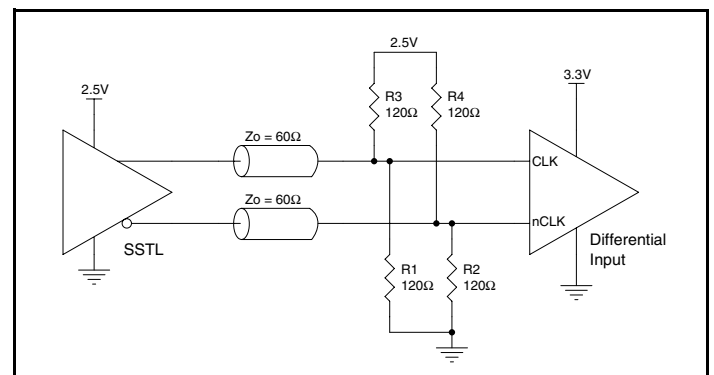 2.5V
2.5V
3.3V
R3
120Ω
R4
120Ω
Zo = 60Ω
CLK
Zo = 60Ω
nCLK
SSTL
Differential
Input
R1
120Ω
R2
120Ω